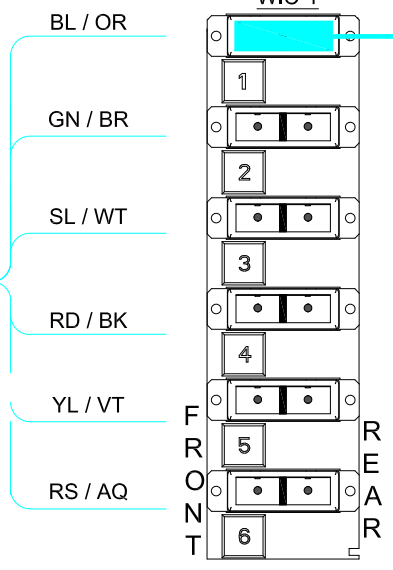 BL / OR
1
GN / BR
2
SL / WT
3
RD / BK
4
YL / VT
FRONT
REAR
5
RS / AQ
6